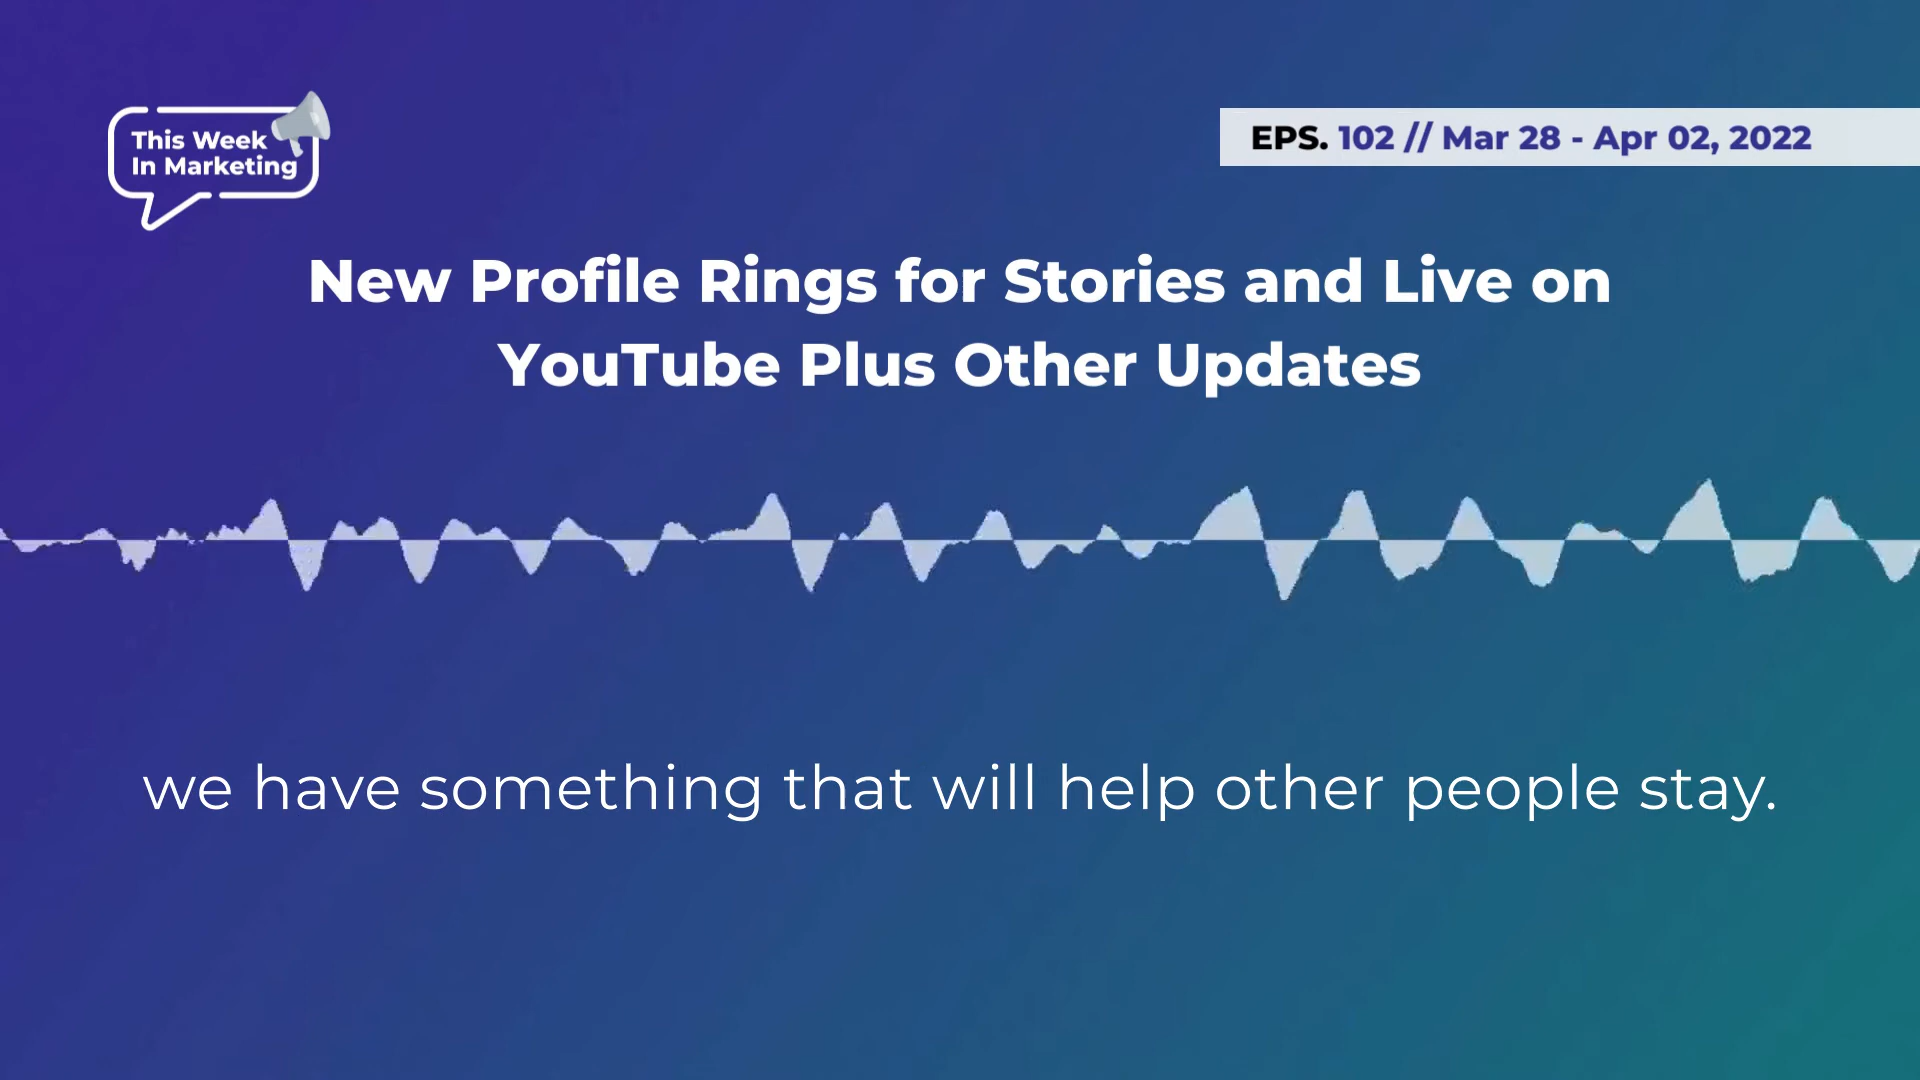 This Week
In Marketing
EPS. 102 // Mar 28 - Apr 02, 2022
New Profile Rings for Stories and Live on
YouTube Plus Other Updates
we have something that will help other people stay.